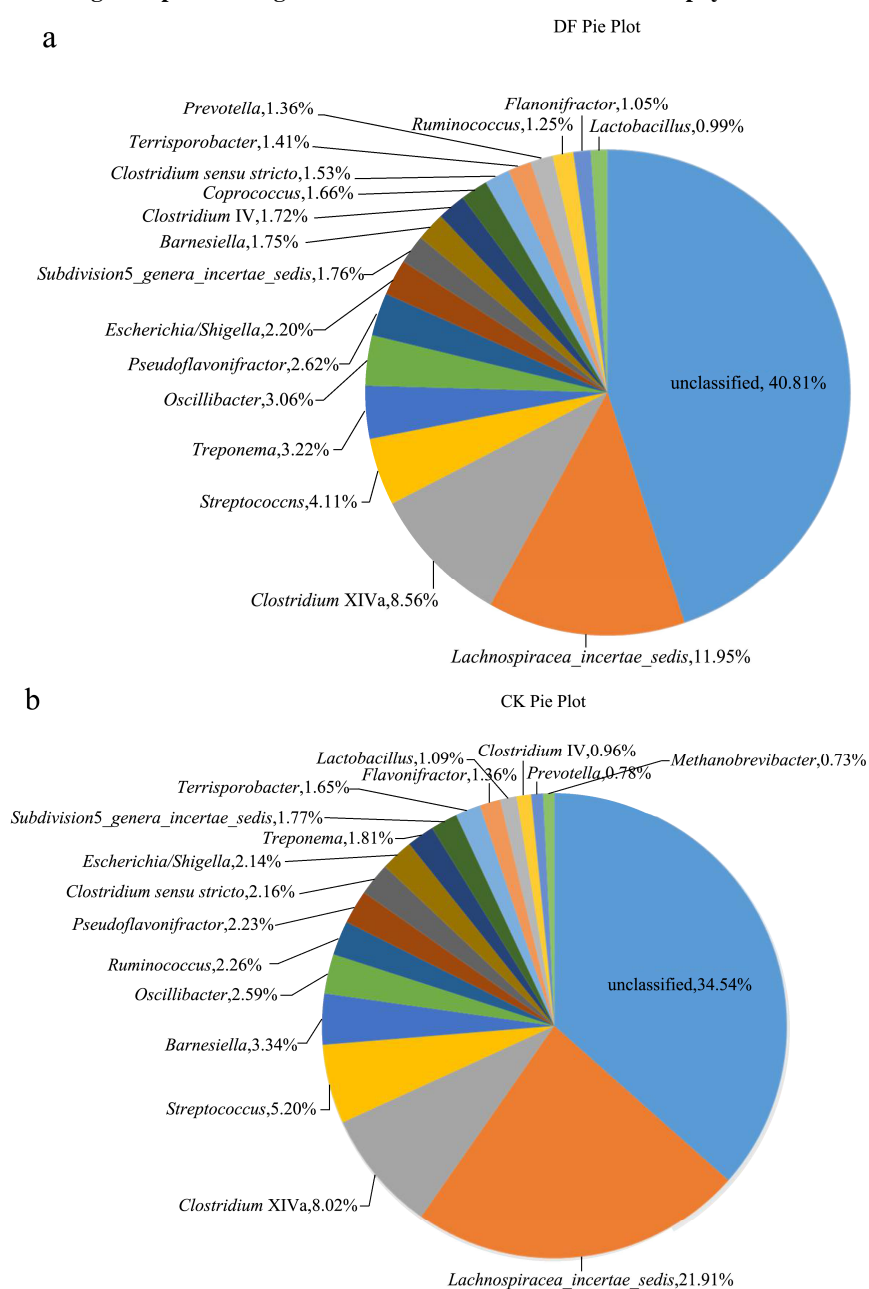 a
DF Pie Plot
Prevotella,1.36%
Flanonifractor,1.05%
Ruminococcus,1.25%
Lactobacillus,0.99%
Terrisporobacter,1.41%
Clostridium sensu stricto,1.53%
Coprococcus,1.66%
Clostridium IV,1.72%
Barnesiella,1.75%
Subdivision5_genera_incertae_sedis,1.76%
Escherichia/Shigella,2.20%
Pseudoflavonifractor,2.62%
unclassified, 40.81%
Oscillibacter,3.06%
Treponema,3.22%
Streptococcns,4.11%
Clostridium XIVa,8.56%
Lachnospiracea_incertae_sedis,11.95%
b
CK Pie Plot
Lactobacillus,1.09%
Clostridium IV,0.96%
Methanobrevibacter,0.73%
Flavonifractor,1.36%
Prevotella,0.78%
Terrisporobacter,1.65%
Subdivision5_genera_incertae_sedis,1.77%
Treponema,1.81%
Escherichia/Shigella,2.14%
Clostridium sensu stricto,2.16%
Pseudoflavonifractor,2.23%
Ruminococcus,2.26%
unclassified,34.54%
Oscillibacter,2.59%
Barnesiella,3.34%
Streptococcus,5.20%
Clostridium XIVa,8.02%
Lachnospiracea_incertae_sedis,21.91%